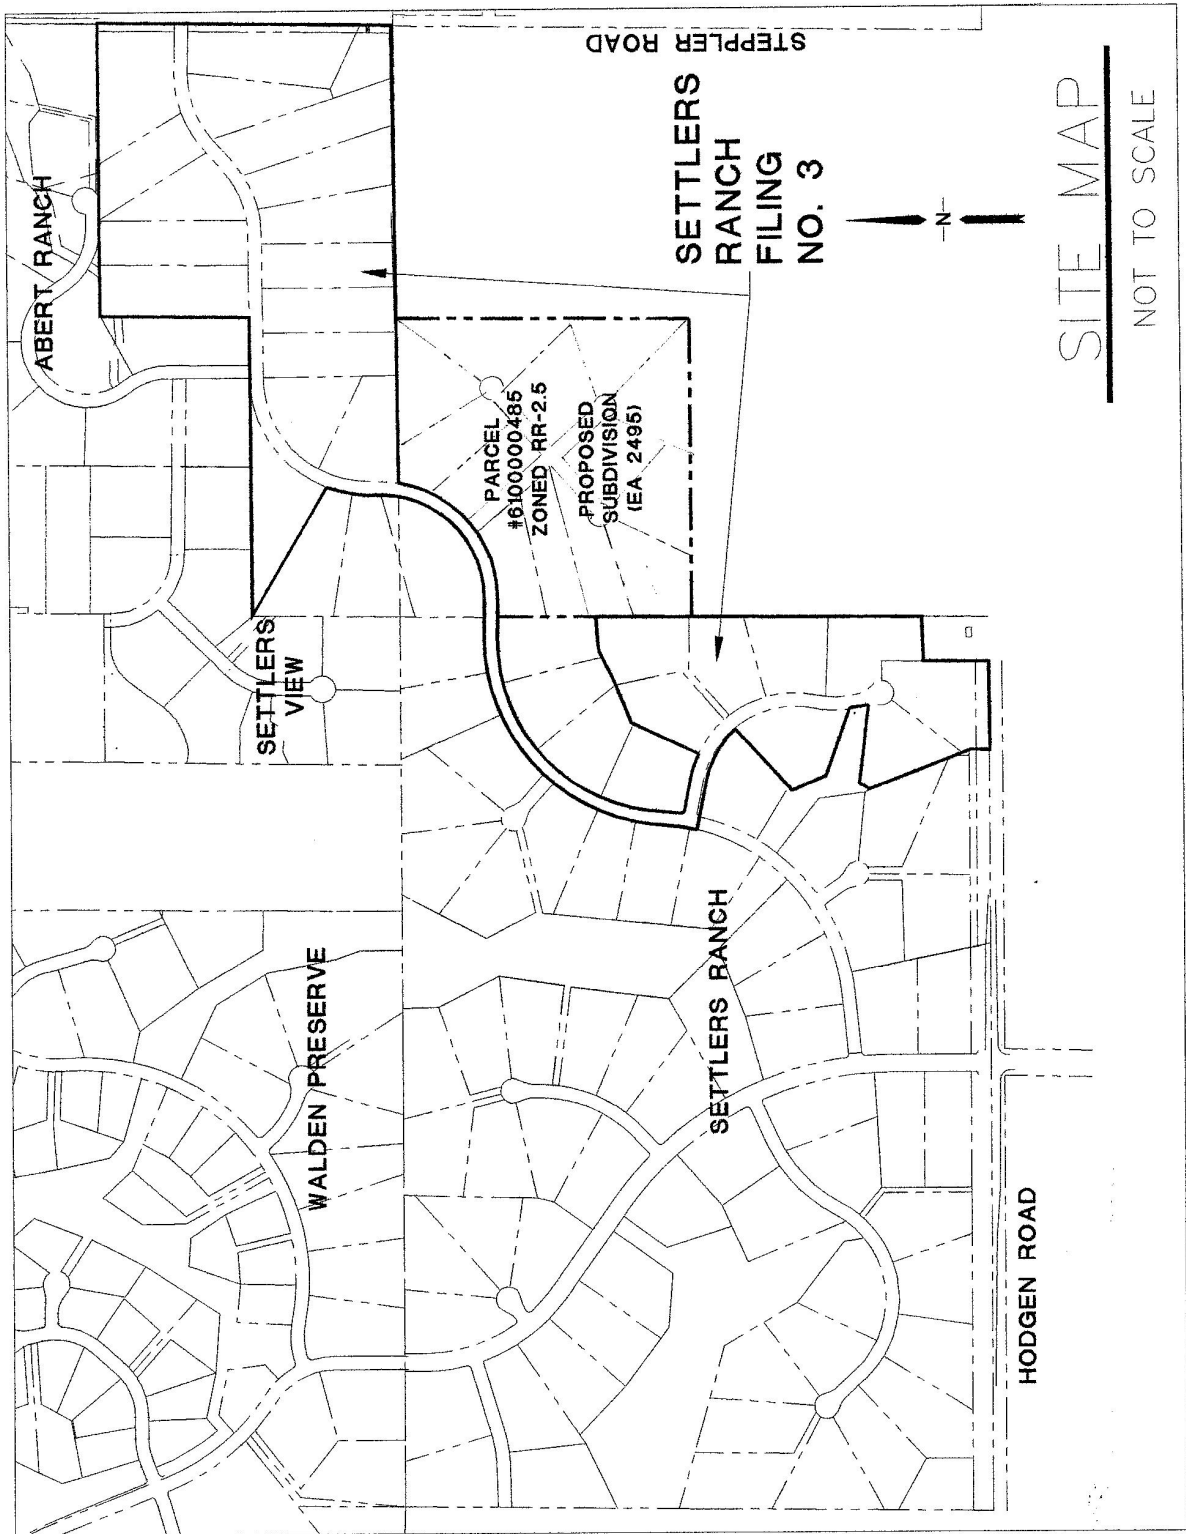 ABERT RANCH
STEPPLER ROAD
SETTLERS
RANCH
FILING
NO. 3
N
SITE MAP
NOT TO SCALE
PARCEL
#6100000485
ZONED RR-2.5
PROPOSED
SUBDIVISION
(EA 2495)
SETTLERS
VIEW
WALDEN PRESERVE
SETTLERS RANCH
HODGEN ROAD